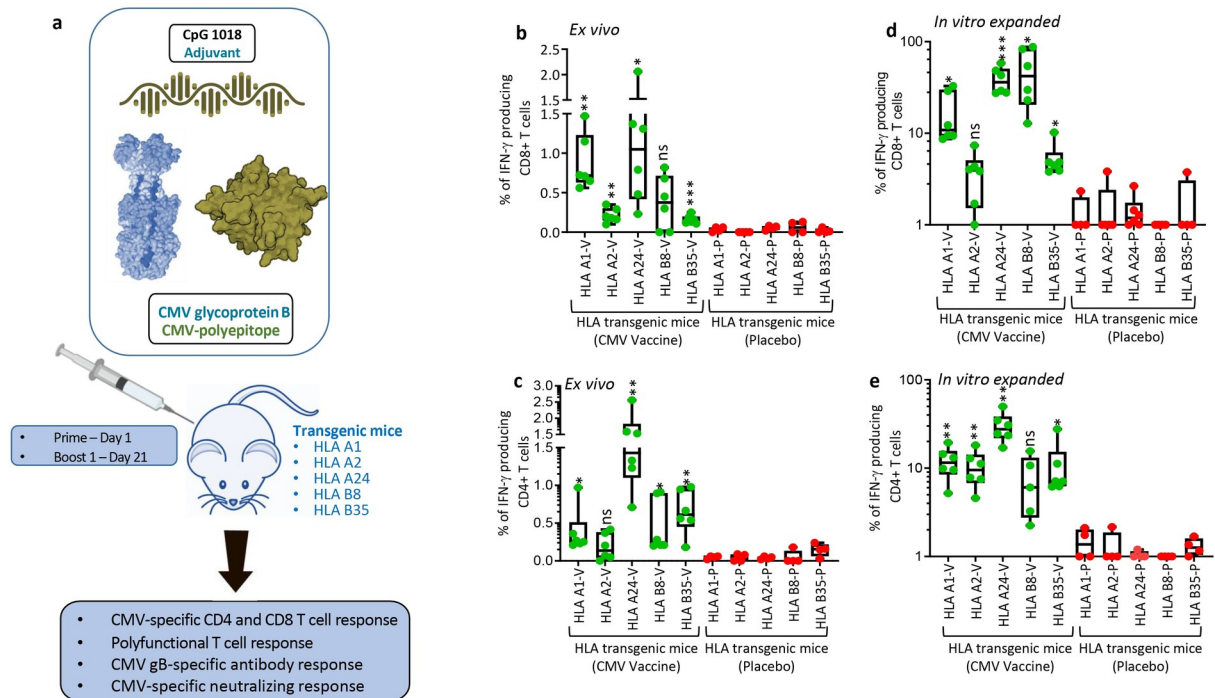 a
CpG 1018
Adjuvant
CMV glycoprotein B
CMV-polyepitope
• Prime – Day 1
• Boost 1 – Day 21
Transgenic mice
• HLA A1
• HLA A2
• HLA A24
• HLA B8
• HLA B35
• CMV-specific CD4 and CD8 T cell response
• Polyfunctional T cell response
• CMV gB-specific antibody response
• CMV-specific neutralizing response
b
Ex vivo
% of IFN-γ producing
CD8+ T cells
2.5
2.0
1.5
1.5
1.0
0.5
0.0
**
**
*
ns
***
HLA A1-V
HLA A2-V
HLA A24-V
HLA B8-V
HLA B35-V
HLA A1-P
HLA A2-P
HLA A24-P
HLA B8-P
HLA B35-P
HLA transgenic mice
(CMV Vaccine)
HLA transgenic mice
(Placebo)
c
Ex vivo
% of IFN-γ producing
CD4+ T cells
3.0
2.5
2.0
1.5
1.5
1.0
0.5
0.0
*
ns
**
*
**
HLA A1-V
HLA A2-V
HLA A24-V
HLA B8-V
HLA B35-V
HLA A1-P
HLA A2-P
HLA A24-P
HLA B8-P
HLA B35-P
HLA transgenic mice
(CMV Vaccine)
HLA transgenic mice
(Placebo)
d
In vitro expanded
% of IFN-γ producing
CD8+ T cells
100
10
1
*
ns
***
*
*
HLA A1-V
HLA A2-V
HLA A24-V
HLA B8-V
HLA B35-V
HLA A1-P
HLA A2-P
HLA A24-P
HLA B8-P
HLA B35-P
HLA transgenic mice
(CMV Vaccine)
HLA transgenic mice
(Placebo)
e
In vitro expanded
% of IFN-γ producing
CD4+ T cells
100
10
1
**
**
**
ns
*
HLA A1-V
HLA A2-V
HLA A24-V
HLA B8-V
HLA B35-V
HLA A1-P
HLA A2-P
HLA A24-P
HLA B8-P
HLA B35-P
HLA transgenic mice
(CMV Vaccine)
HLA transgenic mice
(Placebo)